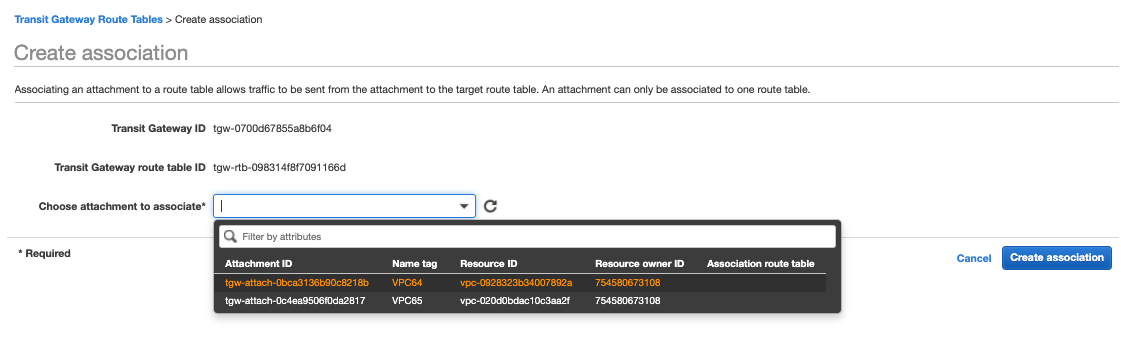 Transit Gateway Route Tables > Create association
Create association
Associating an attachment to a route table allows traffic to be sent from the attachment to the target route table. An attachment can only be associated to one route table.
Transit Gateway ID tgw-0700d67855a8b6f04
Transit Gateway route table ID tgw-rtb-098314f8f7091166d
Choose attachment to associate*
Filter by attributes
Attachment ID Name tag Resource ID Resource owner ID Association route table
tgw-attach-0bca3136b90c8218b VPC64 vpc-0928323b34007892a 754580673108
tgw-attach-0c4ea9506f0da2817 VPC65 vpc-020d0bdac10c3aa2f 754580673108
* Required
Cancel Create association